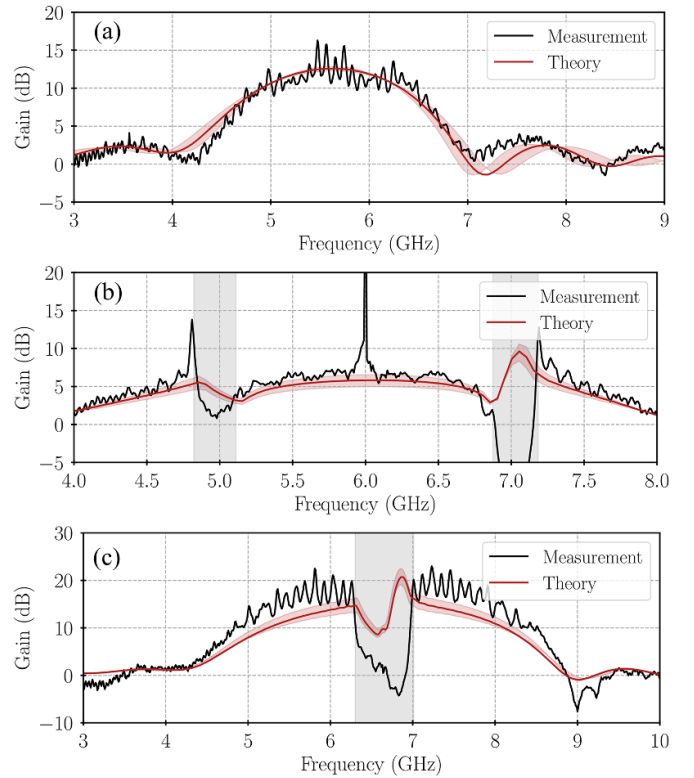 (a)
Measurement
Theory
Gain (dB)
20
15
10
5
0
−5
3 4 5 6 7 8 9
Frequency (GHz)
(b)
Measurement
Theory
Gain (dB)
20
15
10
5
0
−5
4.0 4.5 5.0 5.5 6.0 6.5 7.0 7.5 8.0
Frequency (GHz)
(c)
Measurement
Theory
Gain (dB)
30
20
10
0
−10
3 4 5 6 7 8 9 10
Frequency (GHz)